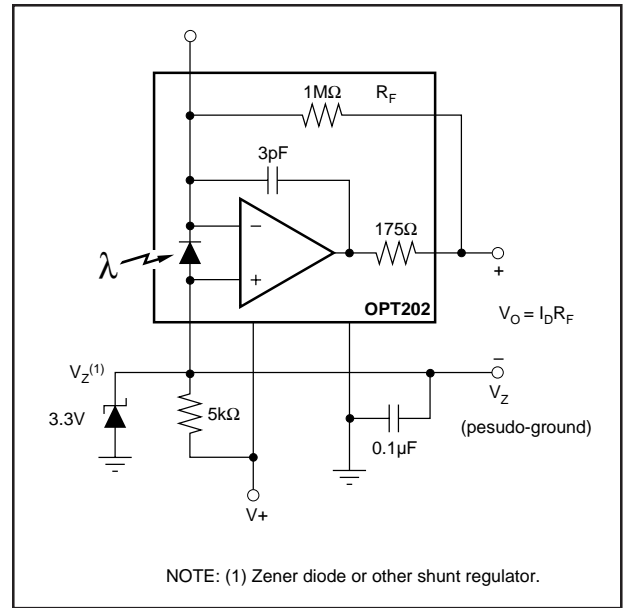 1MΩ
R_F
3pF
175Ω
−
+
λ
OPT202
+
V_O = I_DR_F
V_Z(1)
−
V_Z
3.3V
5kΩ
(pesudo-ground)
0.1µF
V+
NOTE: (1) Zener diode or other shunt regulator.